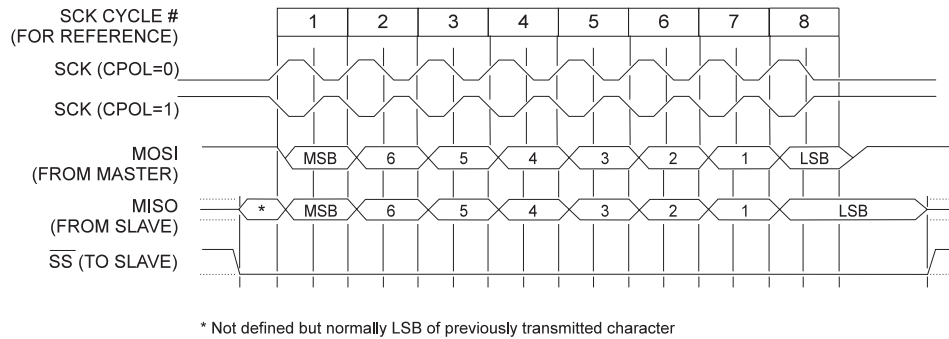 SCK CYCLE # 1 2 3 4 5 6 7 8
(FOR REFERENCE)
SCK (CPOL=0)
SCK (CPOL=1)
MOSI MSB 6 5 4 3 2 1 LSB
(FROM MASTER)
MISO * MSB 6 5 4 3 2 1 LSB
(FROM SLAVE)
SS (TO SLAVE)
* Not defined but normally LSB of previously transmitted character